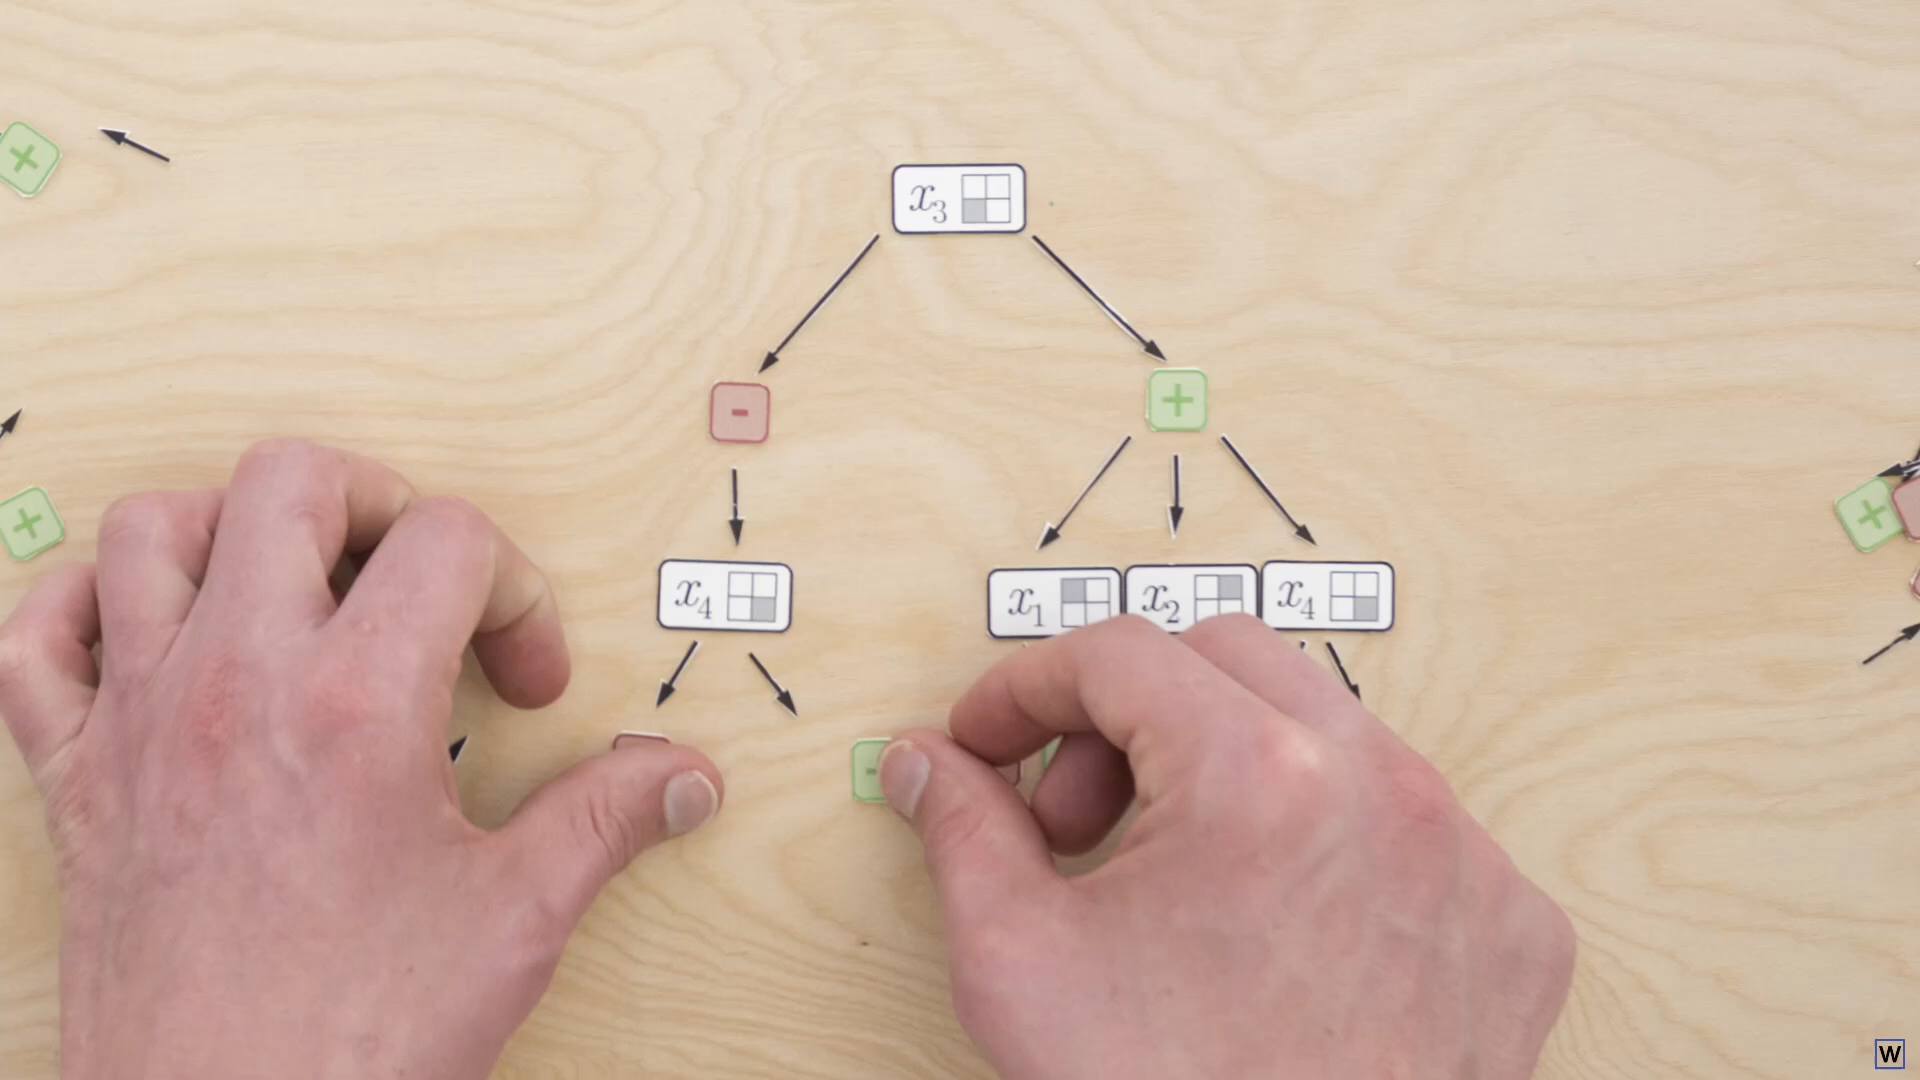 +
x3
-
+
+
+
x4
x1
x2
x4
W